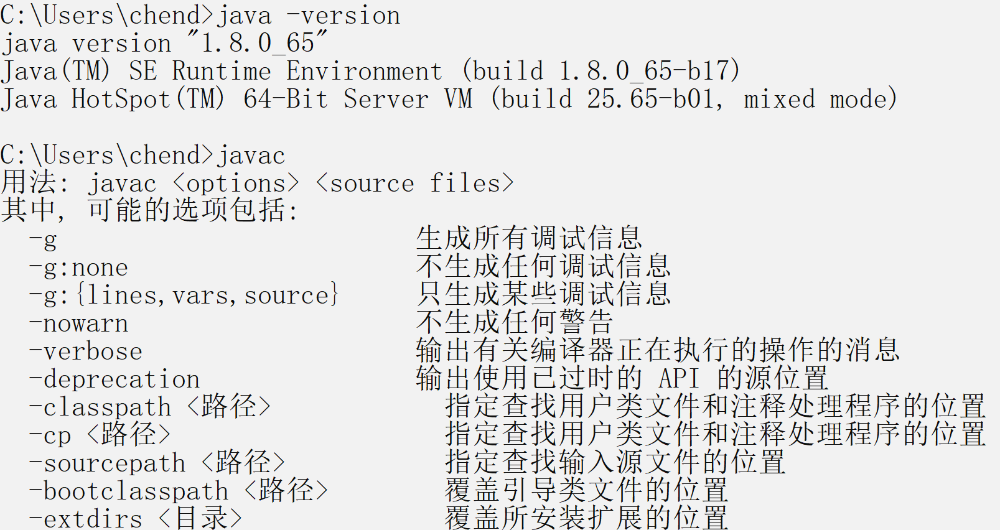 C:\Users\chend>java -version
java version "1.8.0_65"
Java(TM) SE Runtime Environment (build 1.8.0_65-b17)
Java HotSpot(TM) 64-Bit Server VM (build 25.65-b01, mixed mode)
C:\Users\chend>javac
用法: javac <options> <source files>
其中, 可能的选项包括:
-g 生成所有调试信息
-g:none 不生成任何调试信息
-g:{lines,vars,source} 只生成某些调试信息
-nowarn 不生成任何警告
-verbose 输出有关编译器正在执行的操作的消息
-deprecation 输出使用已过时的 API 的源位置
-classpath <路径> 指定查找用户类文件和注释处理程序的位置
-cp <路径> 指定查找用户类文件和注释处理程序的位置
-sourcepath <路径> 指定查找输入源文件的位置
-bootclasspath <路径> 覆盖引导类文件的位置
-extdirs <目录> 覆盖所安装扩展的位置